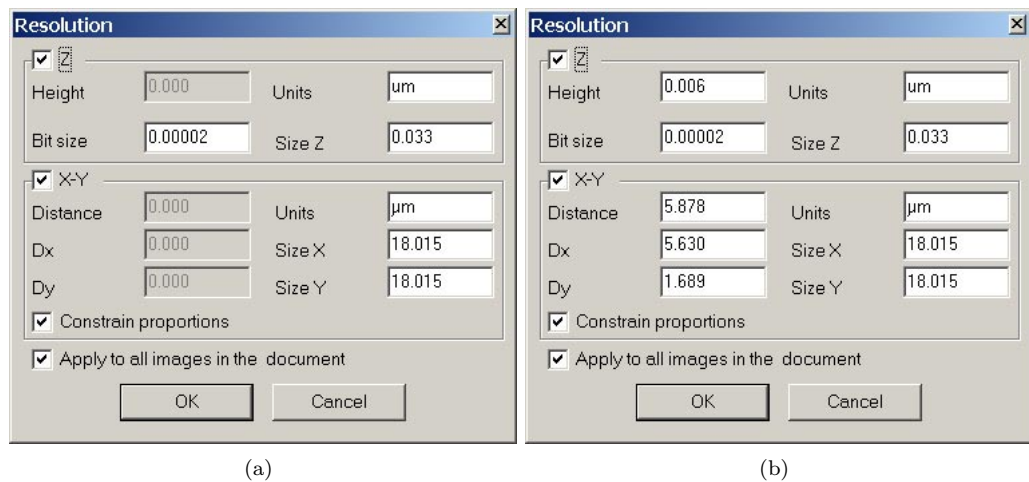 Resolution
Z
Height 0.000 Units um
Bit size 0.00002 Size Z 0.033
X-Y
Distance 0.000 Units µm
Dx 0.000 Size X 18.015
Dy 0.000 Size Y 18.015
Constrain proportions
Apply to all images in the document
OK Cancel
(a)
Resolution
Z
Height 0.006 Units um
Bit size 0.00002 Size Z 0.033
X-Y
Distance 5.878 Units µm
Dx 5.630 Size X 18.015
Dy 1.689 Size Y 18.015
Constrain proportions
Apply to all images in the document
OK Cancel
(b)